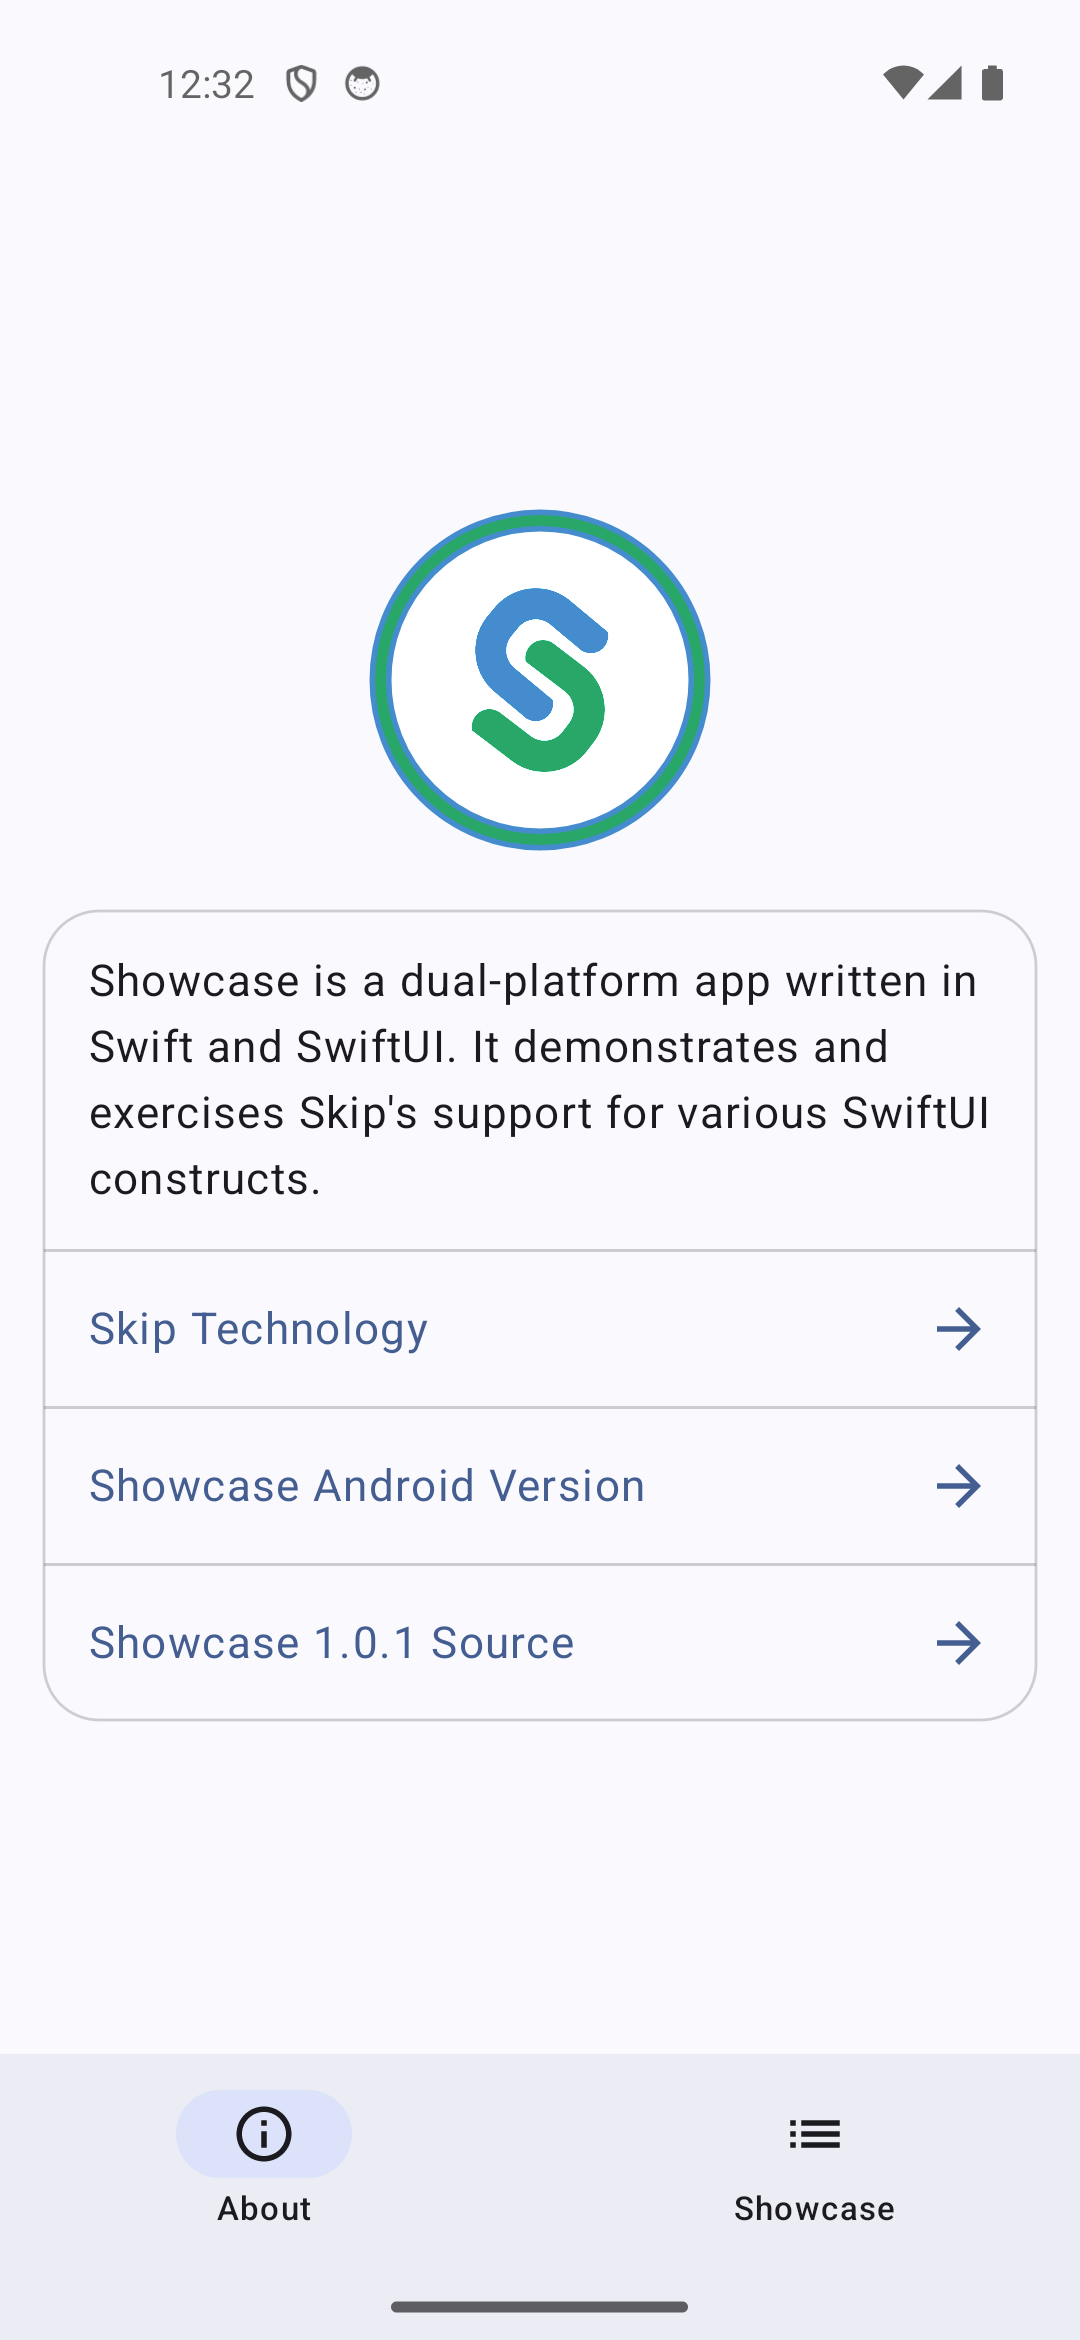 12:32
Showcase is a dual-platform app written in
Swift and SwiftUI. It demonstrates and
exercises Skip's support for various SwiftUI
constructs.
Skip Technology
Showcase Android Version
Showcase 1.0.1 Source
About
Showcase